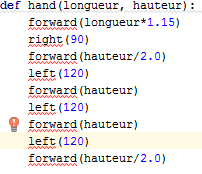 def hand(longueur, hauteur):
    forward(longueur*1.15)
    right(90)
    forward(hauteur/2.0)
    left(120)
    forward(hauteur)
    left(120)
    forward(hauteur)
    left(120)
    forward(hauteur/2.0)